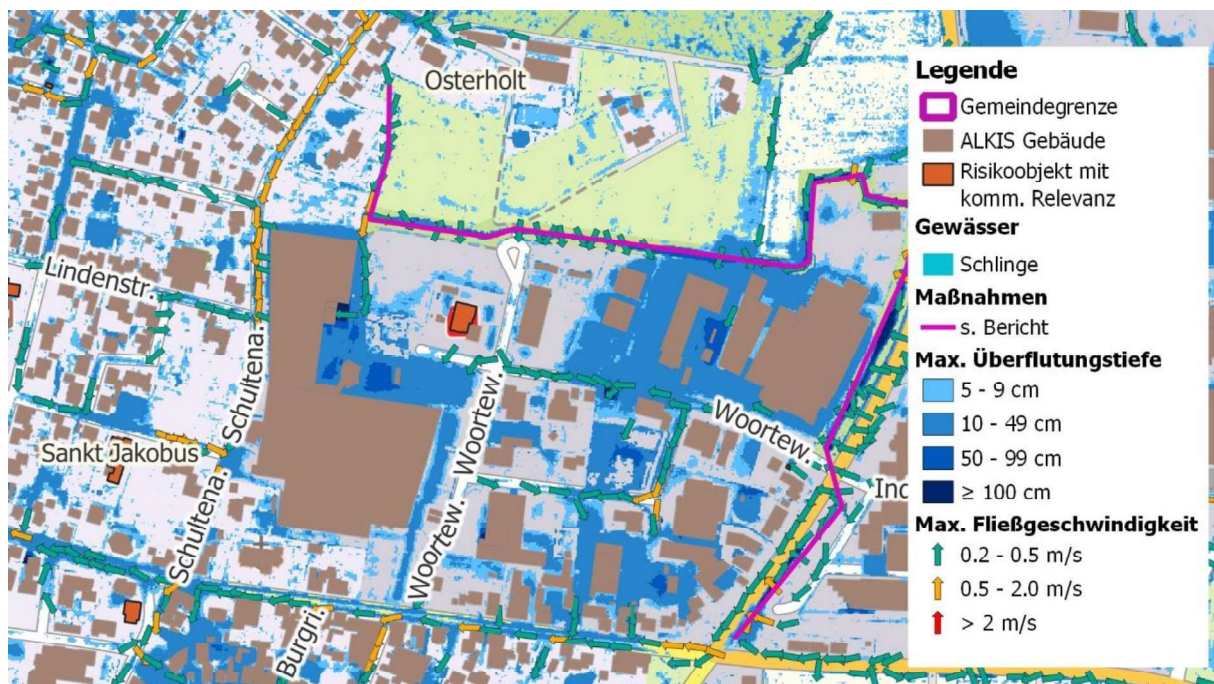 Osterholt
Lindenstr.
Schultena.
Sankt Jakobus
Schultena.
Woortew.
Woortew.
Woortew.
Burgri.
Ind
Legende
Gemeindegrenze
ALKIS Gebäude
Risikoobjekt mit
komm. Relevanz
Gewässer
Schlinge
Maßnahmen
s. Bericht
Max. Überflutungstiefe
5 - 9 cm
10 - 49 cm
50 - 99 cm
≥ 100 cm
Max. Fließgeschwindigkeit
0.2 - 0.5 m/s
0.5 - 2.0 m/s
> 2 m/s